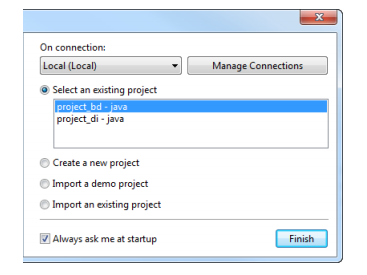 On connection:
Local (Local)
Manage Connections
Select an existing project
project_bd - java
project_di - java
Create a new project
Import a demo project
Import an existing project
Always ask me at startup
Finish